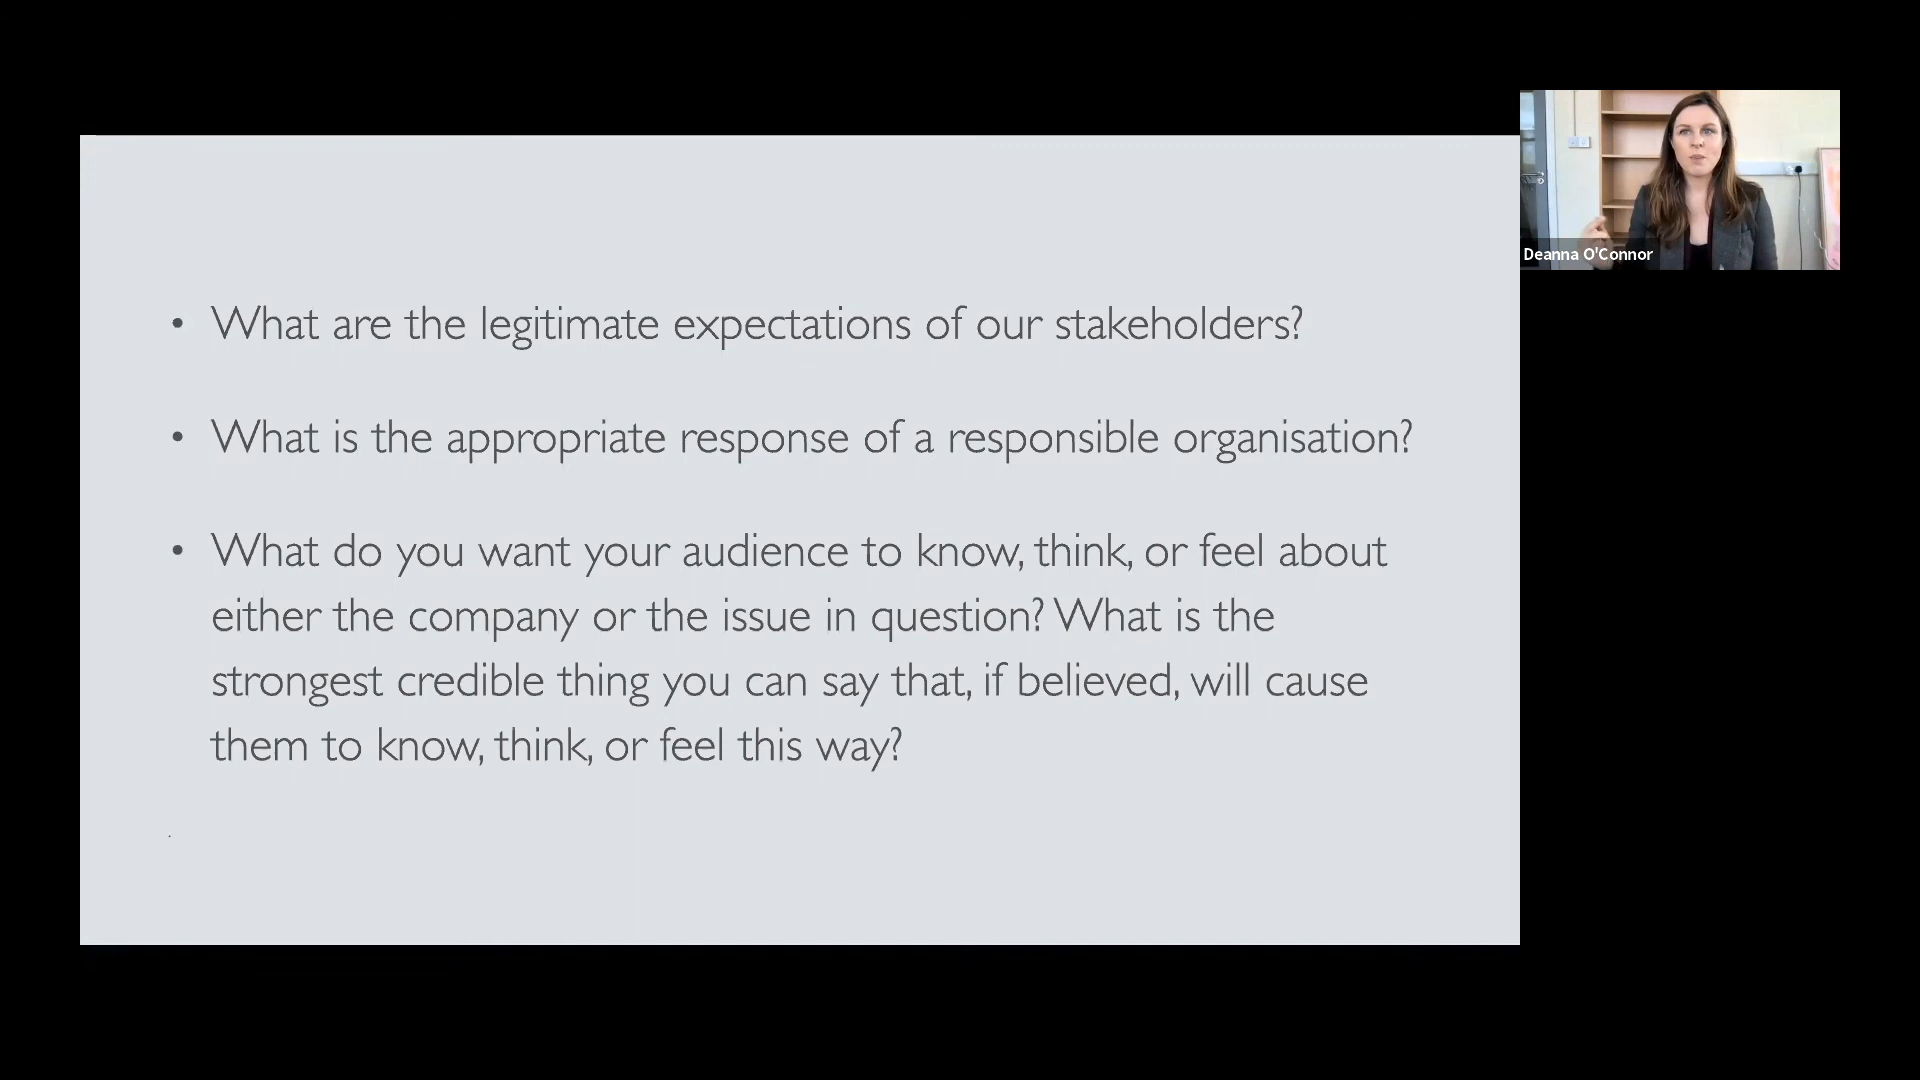 • What are the legitimate expectations of our stakeholders?
• What is the appropriate response of a responsible organisation?
• What do you want your audience to know, think, or feel about
either the company or the issue in question? What is the
strongest credible thing you can say that, if believed, will cause
them to know, think, or feel this way?
Deanna O'Connor